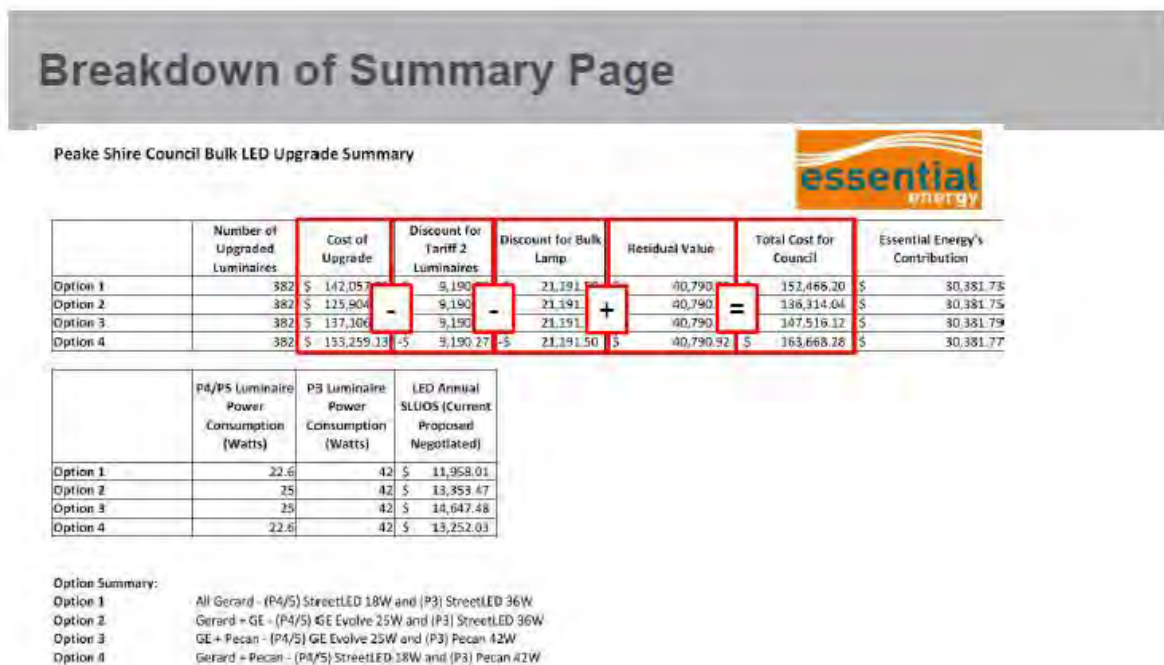 Breakdown of Summary Page
Peake Shire Council Bulk LED Upgrade Summary
essential
energy
Number of Upgraded Luminaires Cost of Upgrade Discount for Tariff 2 Luminaires Discount for Bulk Lamp Residual Value Total Cost for Council Essential Energy's Contribution
Option 1 382 $ 142,057 - 9,190 - 21,191 + 40,790 = 152,466.20 $ 30,381.73
Option 2 382 $ 125,904 9,190 21,191 40,790 136,314.04 $ 30,381.75
Option 3 382 $ 137,106 9,190 21,191 40,790 147,516.12 $ 30,381.79
Option 4 382 $ 153,259.13 -$ 9,190.27 -$ 21,191.50 $ 40,790.92 $ 163,668.28 $ 30,381.77
P4/P5 Luminaire Power Consumption (Watts) P3 Luminaire Power Consumption (Watts) LED Annual SLUOS (Current Proposed Negotiated)
Option 1 22.6 42 $ 11,958.01
Option 2 25 42 $ 13,353.47
Option 3 25 42 $ 14,647.48
Option 4 22.6 42 $ 13,252.03
Option Summary:
Option 1 All Gerard - (P4/5) StreetLED 18W and (P3) StreetLED 36W
Option 2 Gerard + GE - (P4/5) GE Evolve 25W and (P3) StreetLED 36W
Option 3 GE + Pecan - (P4/5) GE Evolve 25W and (P3) Pecan 42W
Option 4 Gerard + Pecan - (P4/5) StreetLED 18W and (P3) Pecan 42W